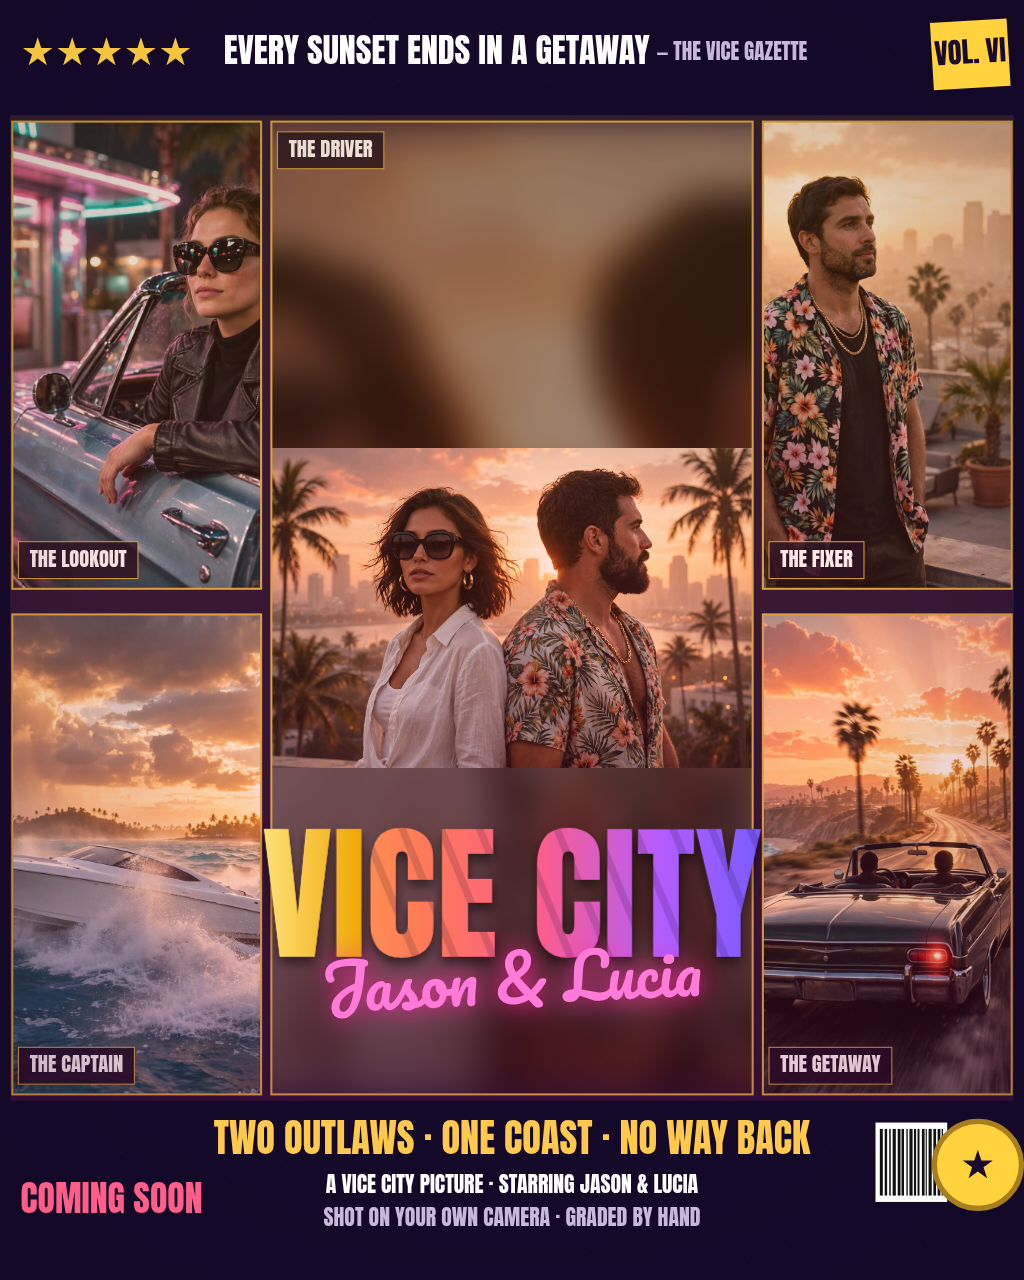 EVERY SUNSET ENDS IN A GETAWAY – THE VICE GAZETTE
VOL. VI
THE DRIVER
THE LOOKOUT
THE FIXER
VICE CITY
Jason & Lucia
THE CAPTAIN
THE GETAWAY
TWO OUTLAWS · ONE COAST · NO WAY BACK
A VICE CITY PICTURE · STARRING JASON & LUCIA
COMING SOON
SHOT ON YOUR OWN CAMERA · GRADED BY HAND